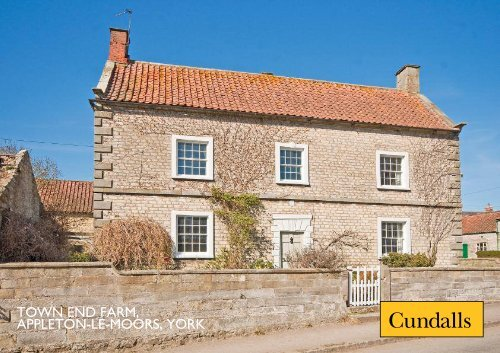 TOWN END FARM,
APPLETON-LE-MOORS, YORK
Cundalls